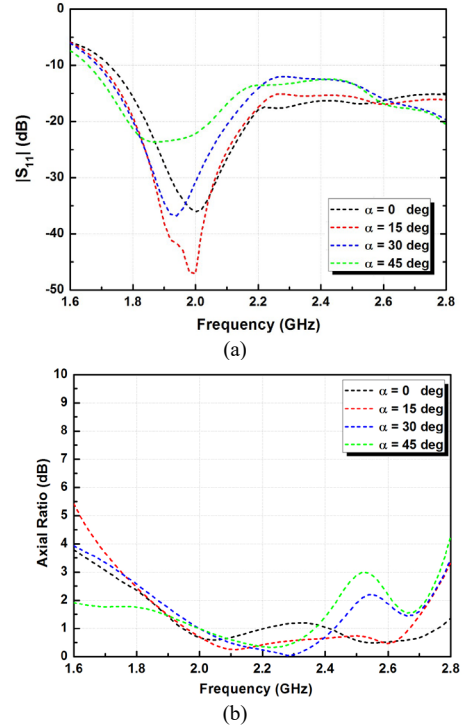 0
-10
-20
-30
-40
-50
|S11| (dB)
α = 0 deg
α = 15 deg
α = 30 deg
α = 45 deg
1.6 1.8 2.0 2.2 2.4 2.6 2.8
Frequency (GHz)
(a)
10
9
8
7
6
5
4
3
2
1
0
Axial Ratio (dB)
α = 0 deg
α = 15 deg
α = 30 deg
α = 45 deg
1.6 1.8 2.0 2.2 2.4 2.6 2.8
Frequency (GHz)
(b)